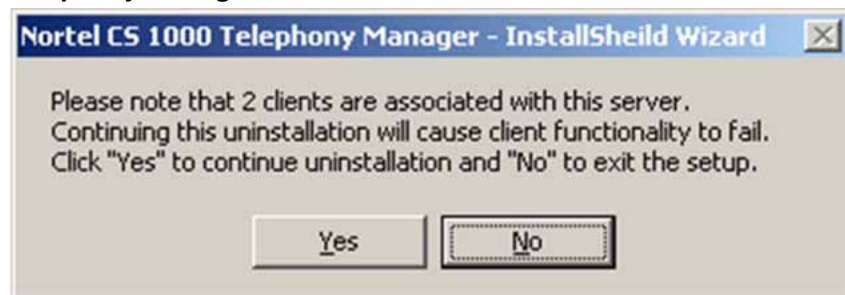 Nortel CS 1000 Telephony Manager - InstallSheild Wizard
Please note that 2 clients are associated with this server.
Continuing this uninstallation will cause client functionality to fail.
Click "Yes" to continue uninstallation and "No" to exit the setup.
Yes
No